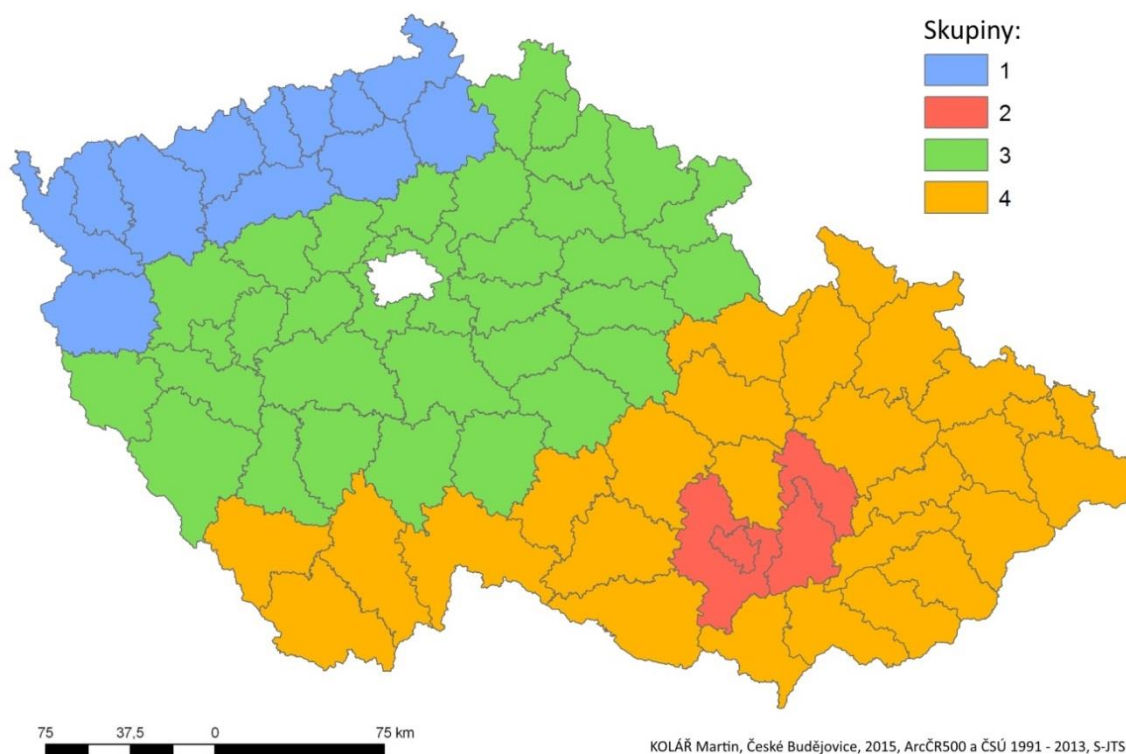 Skupiny:
1
2
3
4
75 37,5 0 75 km
KOLÁŘ Martin, České Budějovice, 2015, ArcČR500 a ČSÚ 1991 - 2013, S-JTS